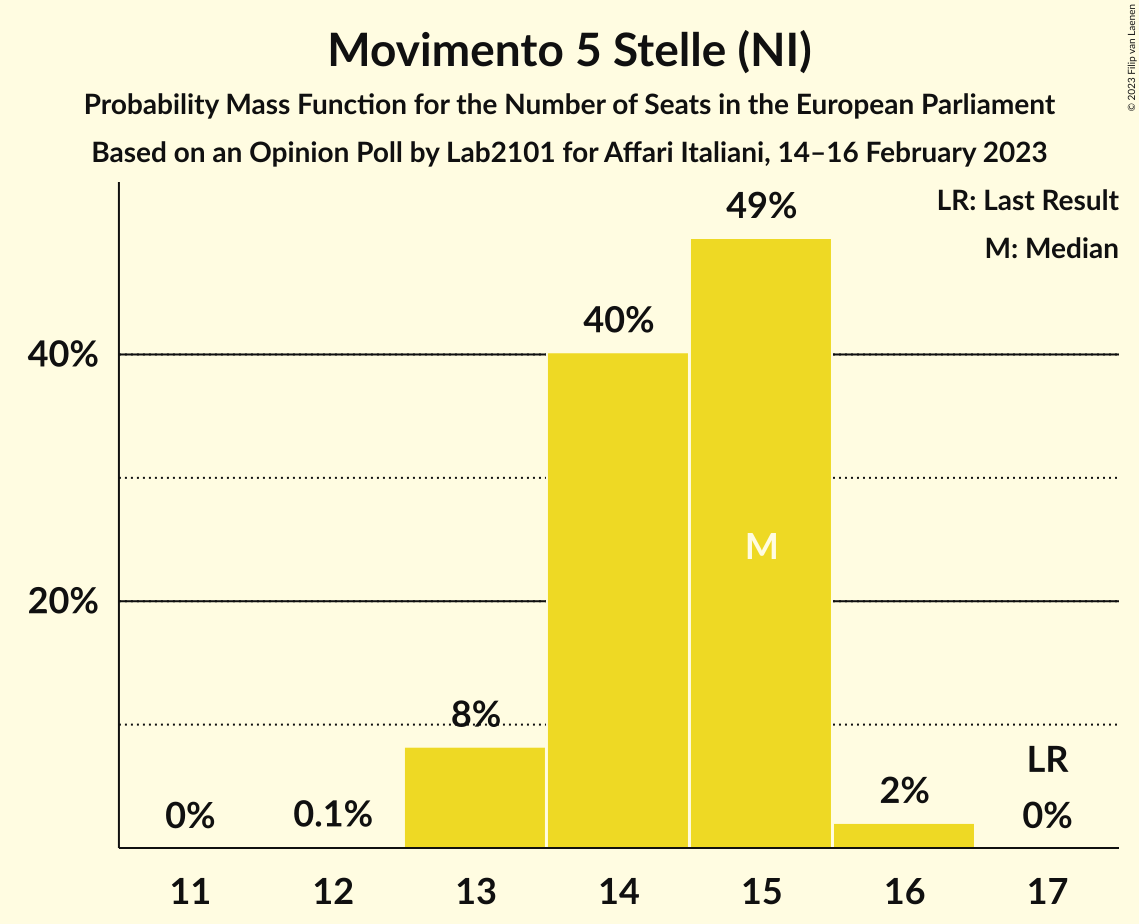 Movimento 5 Stelle (NI)
Probability Mass Function for the Number of Seats in the European Parliament
Based on an Opinion Poll by Lab2101 for Affari Italiani, 14–16 February 2023
© 2023 Filip van Laenen
LR: Last Result
M: Median
49%
40%
40%
M
20%
8%
LR
2%
0%
0.1%
0%
11 12 13 14 15 16 17